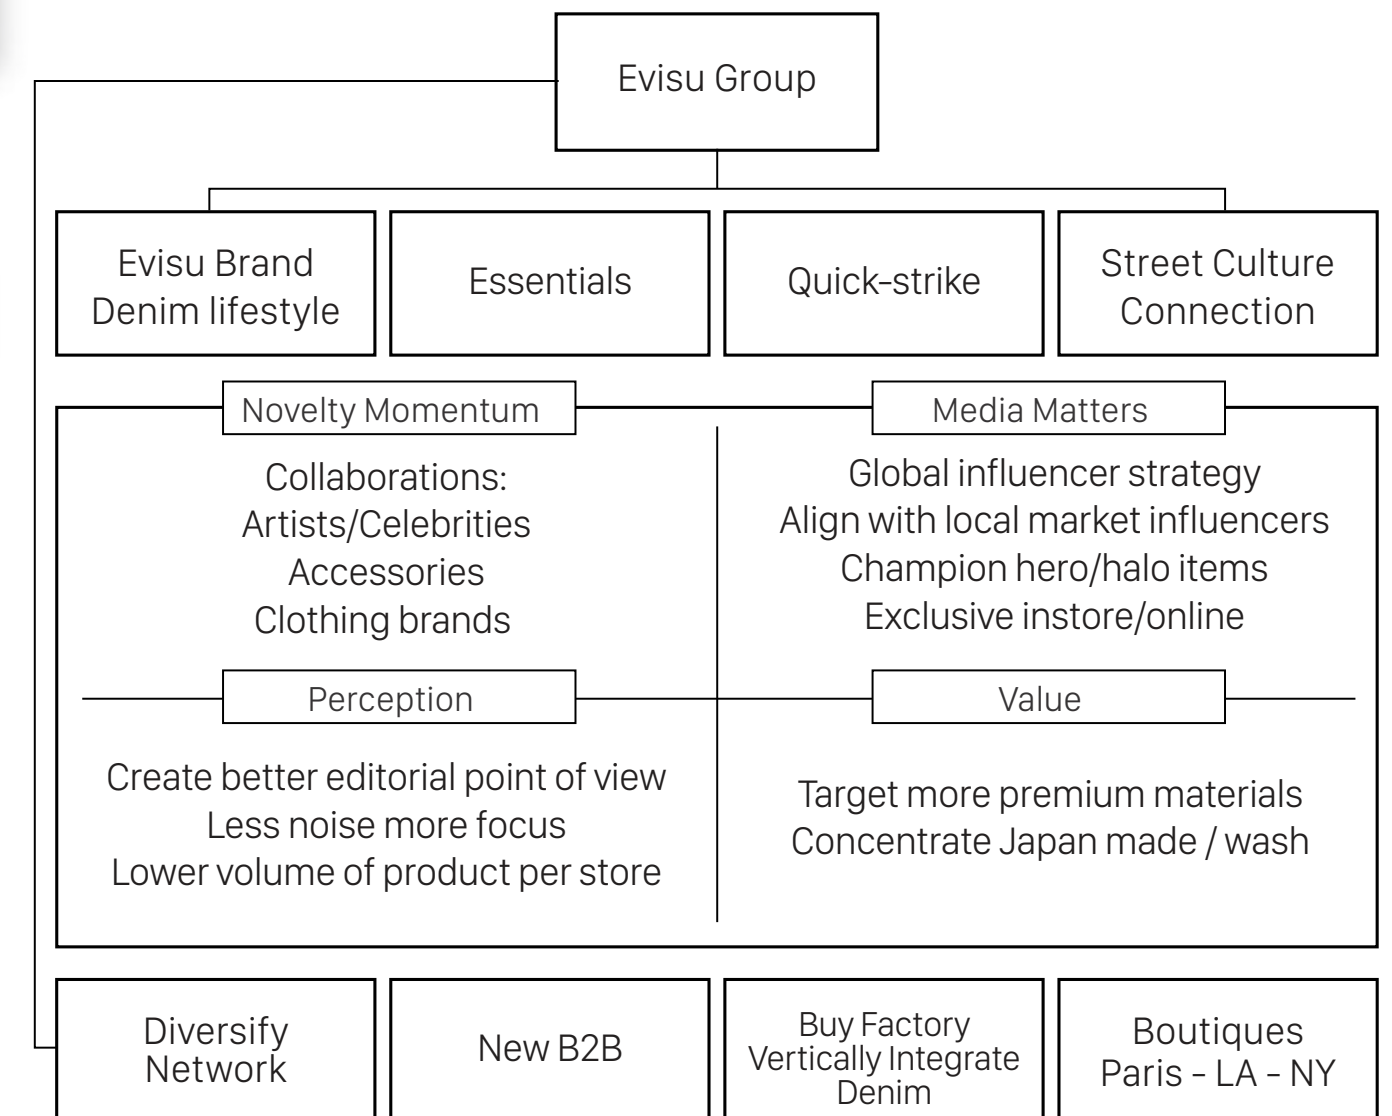 Evisu Group
Evisu Brand
Denim lifestyle
Essentials
Quick-strike
Street Culture
Connection
Novelty Momentum
Collaborations:
Artists/Celebrities
Accessories
Clothing brands
Media Matters
Global influencer strategy
Align with local market influencers
Champion hero/halo items
Exclusive instore/online
Perception
Create better editorial point of view
Less noise more focus
Lower volume of product per store
Value
Target more premium materials
Concentrate Japan made / wash
Diversify
Network
New B2B
Buy Factory
Vertically Integrate
Denim
Boutiques
Paris - LA - NY